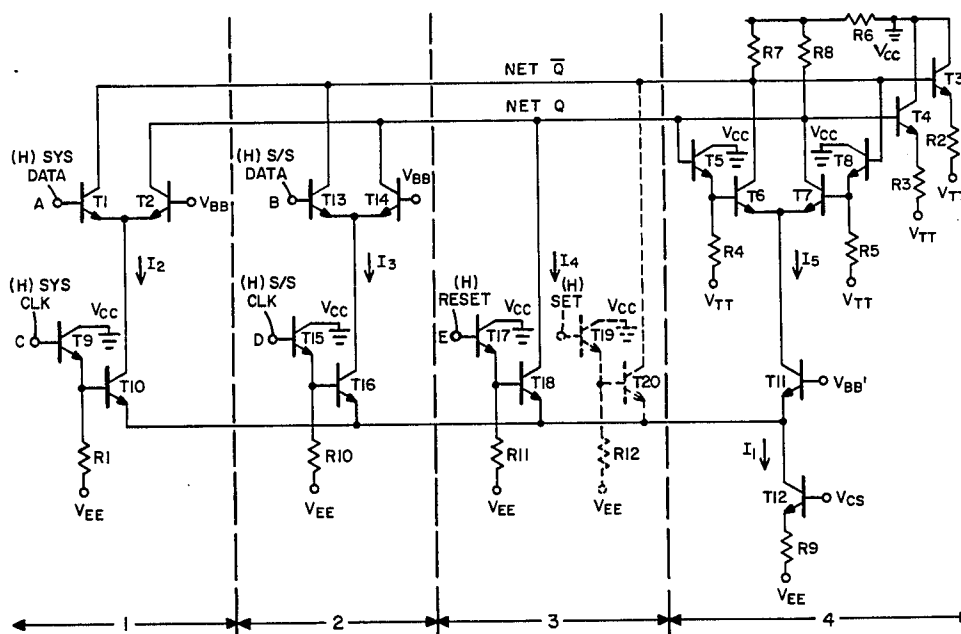 R6
R7
R8
VCC
T3
NET Q̅
NET Q
T4
R2
VTT
(H) SYS
DATA
A
T1
T2
VBB
(H) S/S
DATA
B
T13
T14
VBB
VCC
T5
T6
VCC
T8
T7
R3
VTT
R4
VTT
R5
VTT
I2
I3
I4
I5
(H) SYS
CLK
C
VCC
T9
T10
(H) S/S
CLK
D
VCC
T15
T16
(H)
RESET
E
VCC
T17
T18
(H)
SET
VCC
T19
T20
T11
VBB'
R1
VEE
R10
VEE
R11
VEE
R12
VEE
I1
T12
VCS
R9
VEE
1
2
3
4